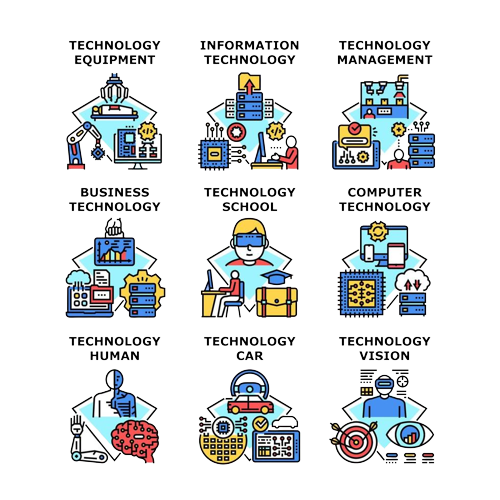 TECHNOLOGY
EQUIPMENT
INFORMATION
TECHNOLOGY
TECHNOLOGY
MANAGEMENT
BUSINESS
TECHNOLOGY
TECHNOLOGY
SCHOOL
COMPUTER
TECHNOLOGY
TECHNOLOGY
HUMAN
TECHNOLOGY
CAR
TECHNOLOGY
VISION